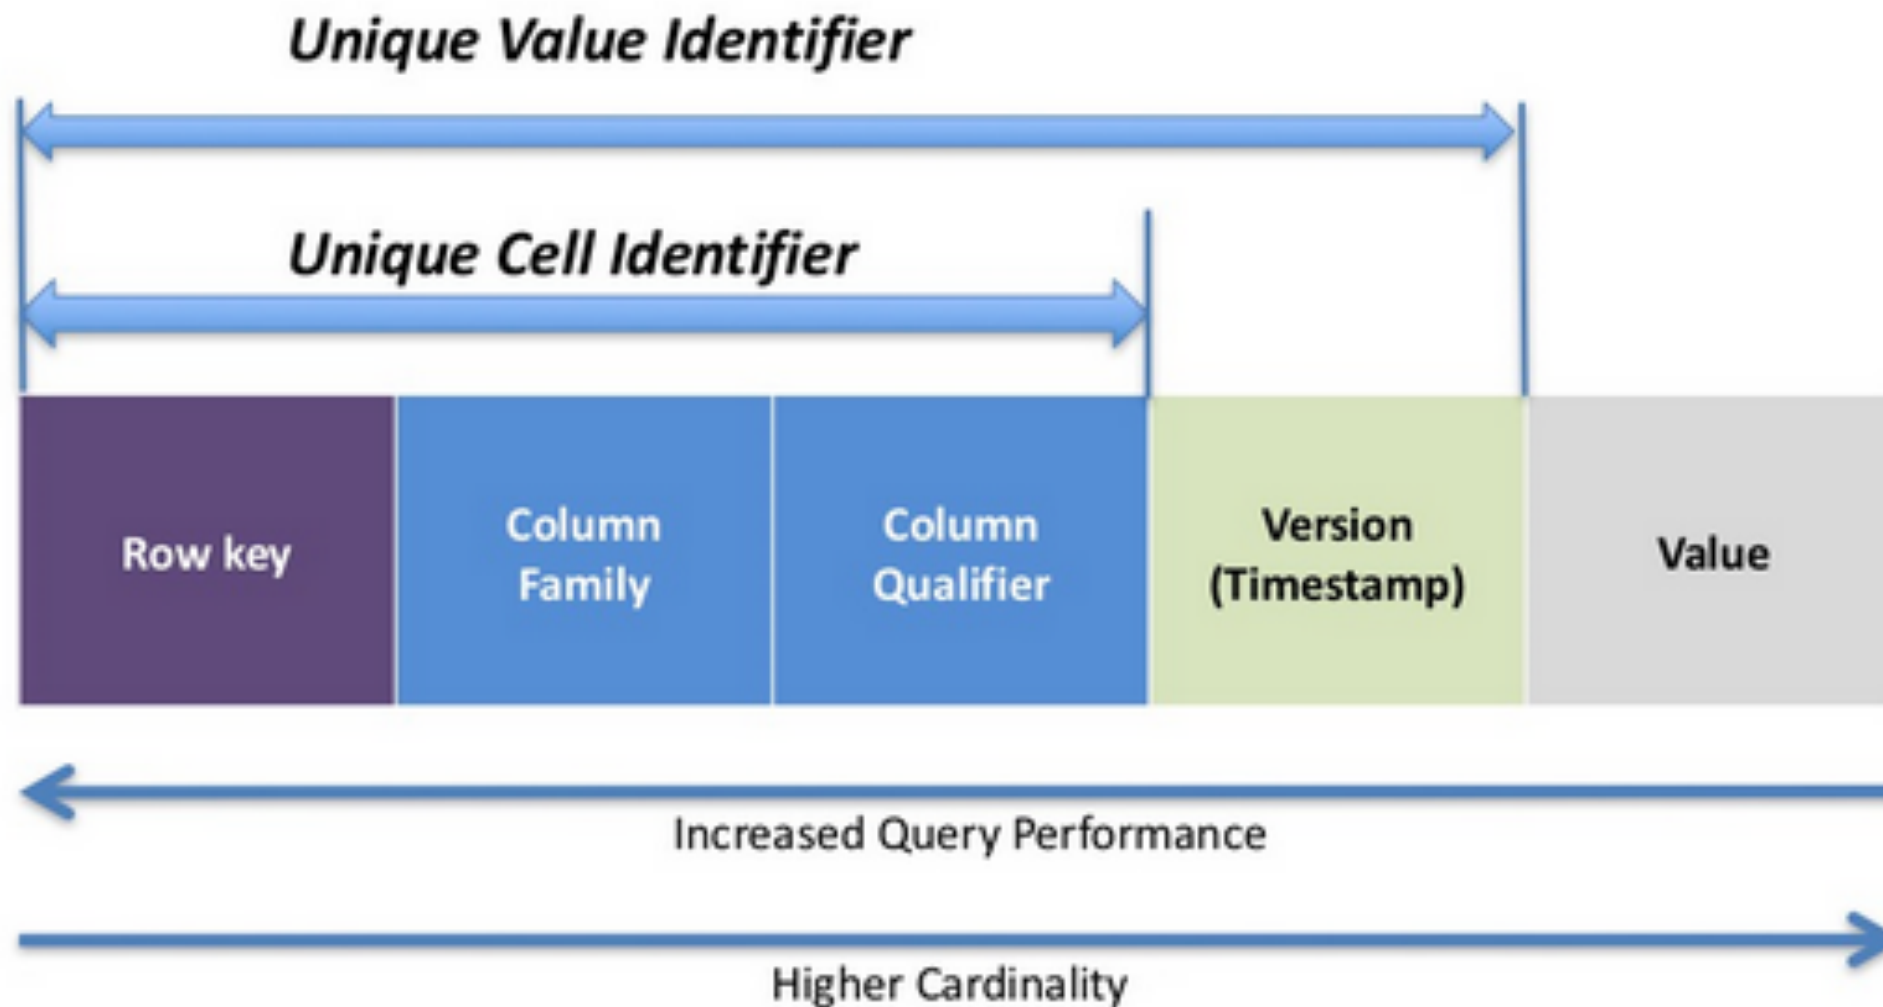 Unique Value Identifier
Unique Cell Identifier
Row key
Column
Family
Column
Qualifier
Version
(Timestamp)
Value
Increased Query Performance
Higher Cardinality